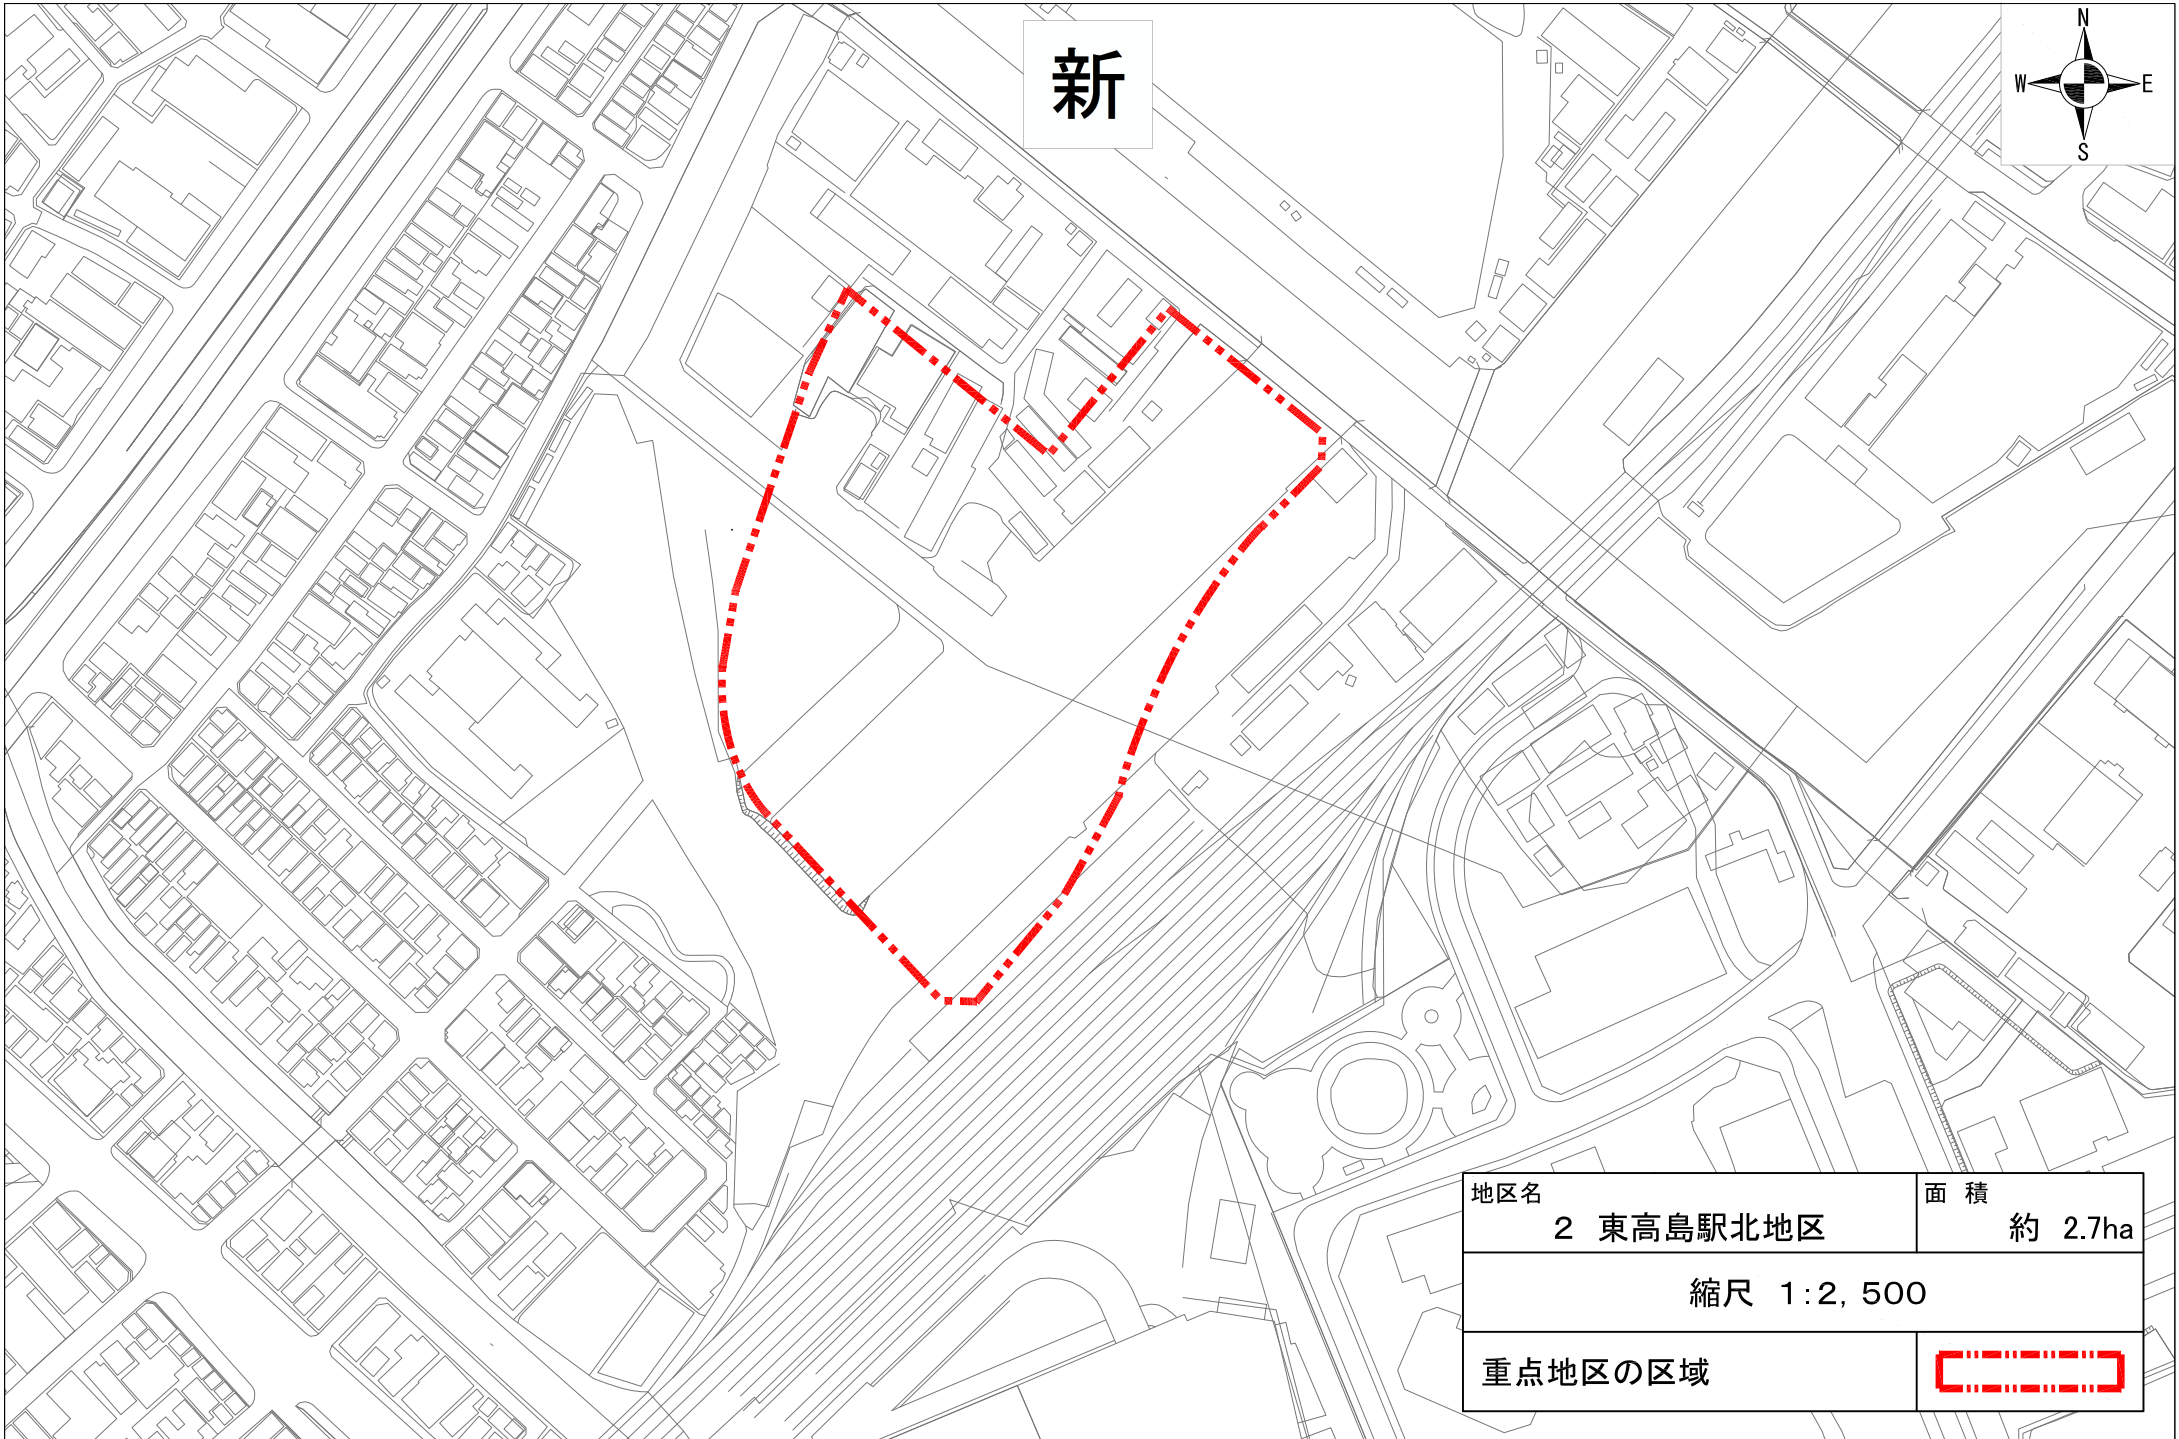 新
N
W E
S
地区名
２ 東高島駅北地区
面 積
約 2.7ha
縮尺 1:2,500
重点地区の区域